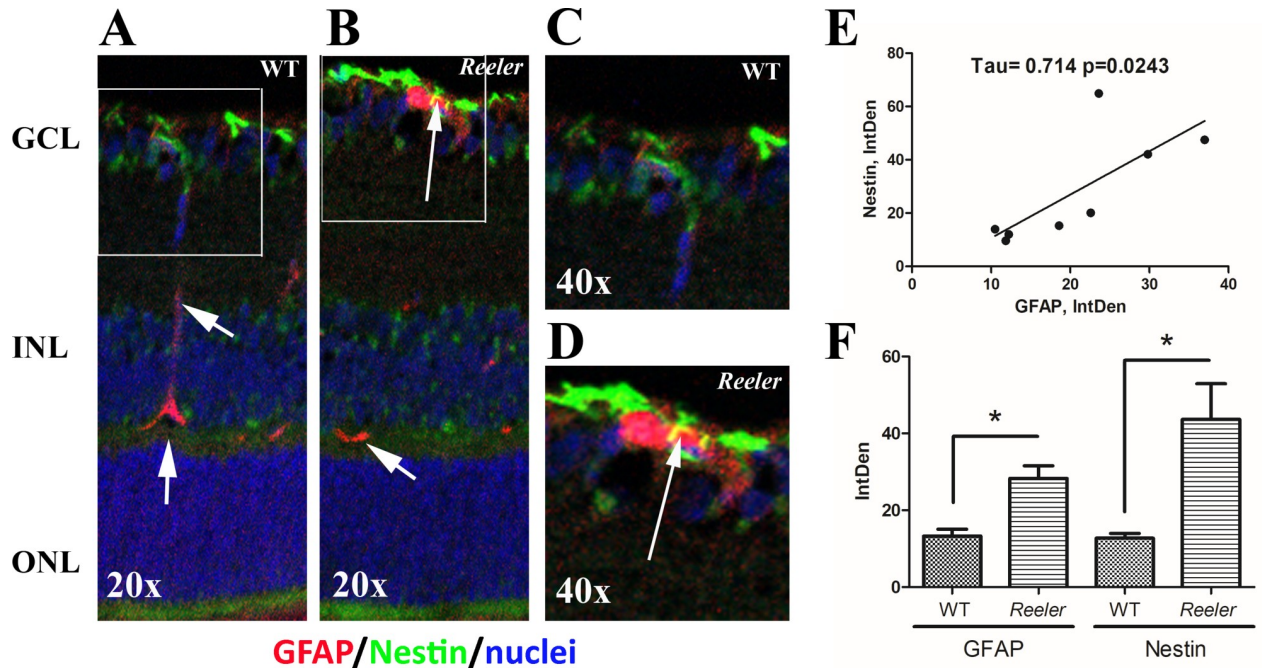 A
WT
GCL
INL
ONL
20x
B
Reeler
20x
C
WT
40x
D
Reeler
40x
GFAP/Nestin/nuclei
E
Tau= 0.714 p=0.0243
Nestin, IntDen
80
60
40
20
0
0 10 20 30 40
GFAP, IntDen
F
IntDen
60
40
20
0
*
*
WT Reeler WT Reeler
GFAP Nestin